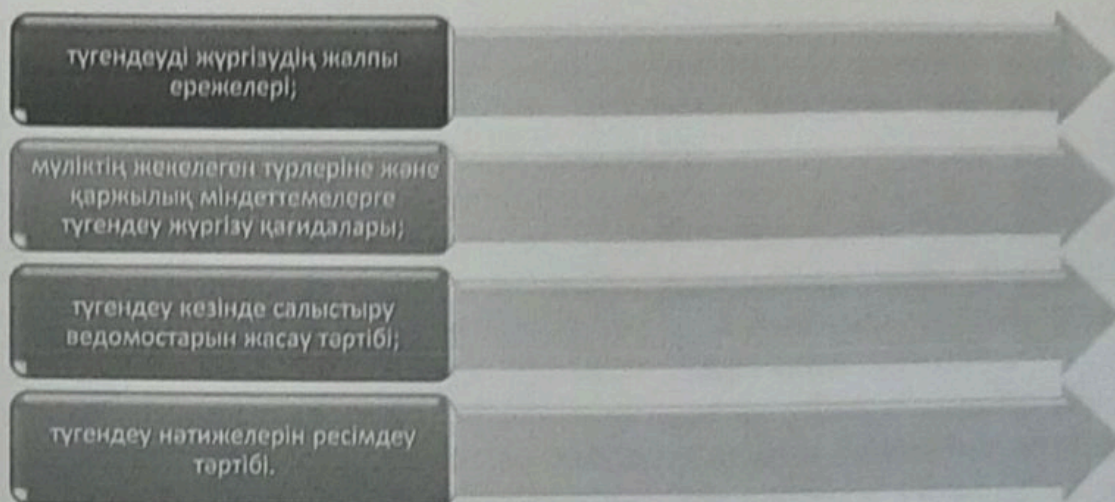 түгендеуді жүргізудің жалпы
ережелері;
мүліктің жекелеген түрлеріне және
қаржылық міндеттемелерге
түгендеу жүргізу қағидалары;
түгендеу кезінде салыстыру
ведомостарын жасау тәртібі;
түгендеу нәтижелерін ресімдеу
тәртібі.